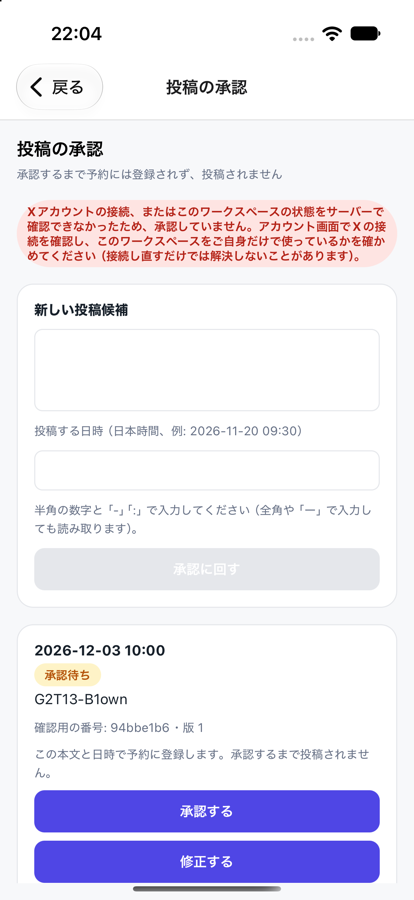 22:04
戻る
投稿の承認
投稿の承認
承認するまで予約には登録されず、投稿されません
Xアカウントの接続、またはこのワークスペースの状態をサーバーで
確認できなかったため、承認していません。アカウント画面でXの接
続を確認し、このワークスペースをご自身だけで使っているかを確か
めてください（接続し直すだけでは解決しないことがあります）。
新しい投稿候補
投稿する日時（日本時間、例: 2026-11-20 09:30）
半角の数字と「-」「:」で入力してください（全角や「ー」で入力し
ても読み取ります）。
承認に回す
2026-12-03 10:00
承認待ち
G2T13-B1own
確認用の番号: 94bbe1b6・版 1
この本文と日時で予約に登録します。承認するまで投稿されませ
ん。
承認する
修正する